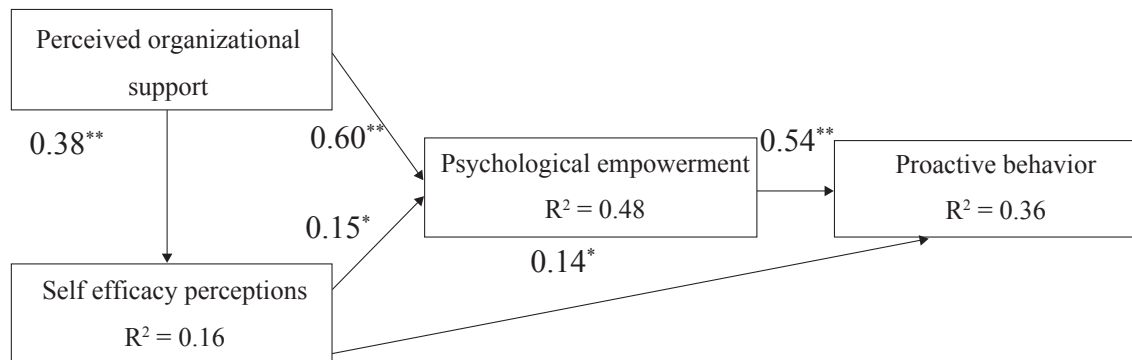 Perceived organizational
support
0.38**
0.60**
0.54**
Psychological empowerment
R² = 0.48
Proactive behavior
R² = 0.36
0.15*
0.14*
Self efficacy perceptions
R² = 0.16